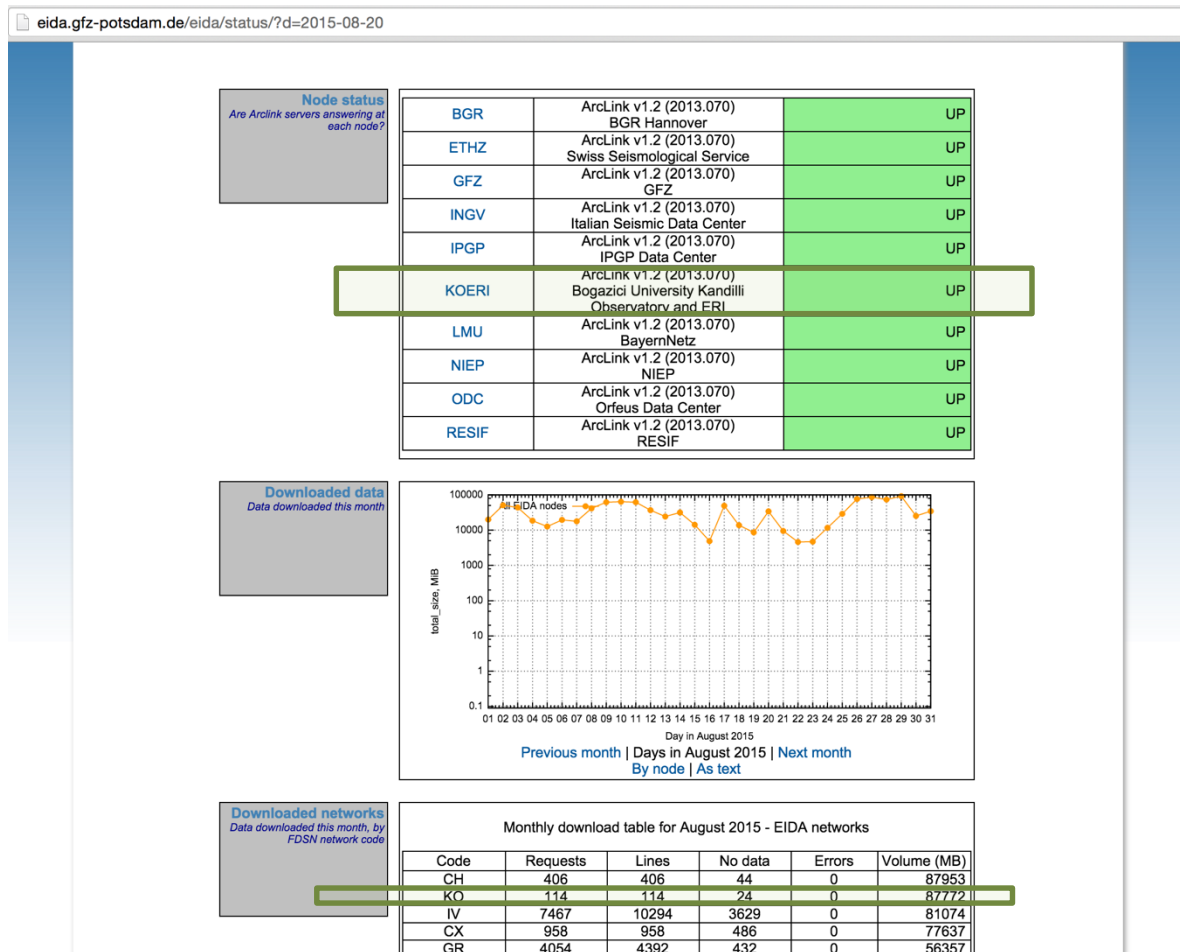 eida.gfz-potsdam.de/eida/status/?d=2015-08-20
Node status
Are Arclink servers answering at
each node?
BGR ArcLink v1.2 (2013.070) BGR Hannover UP
ETHZ ArcLink v1.2 (2013.070) Swiss Seismological Service UP
GFZ ArcLink v1.2 (2013.070) GFZ UP
INGV ArcLink v1.2 (2013.070) Italian Seismic Data Center UP
IPGP ArcLink v1.2 (2013.070) IPGP Data Center UP
KOERI ArcLink v1.2 (2013.070) Bogazici University Kandilli Observatory and ERI UP
LMU ArcLink v1.2 (2013.070) BayernNetz UP
NIEP ArcLink v1.2 (2013.070) NIEP UP
ODC ArcLink v1.2 (2013.070) Orfeus Data Center UP
RESIF ArcLink v1.2 (2013.070) RESIF UP
Downloaded data
Data downloaded this month
100000
10000
1000
100
10
1
0.1
total_size, MiB
EIDA nodes
01 02 03 04 05 06 07 08 09 10 11 12 13 14 15 16 17 18 19 20 21 22 23 24 25 26 27 28 29 30 31
Day in August 2015
Previous month | Days in August 2015 | Next month
By node | As text
Downloaded networks
Data downloaded this month, by
FDSN network code
Monthly download table for August 2015 - EIDA networks
Code Requests Lines No data Errors Volume (MB)
CH 406 406 44 0 87953
KO 114 114 24 0 87772
IV 7467 10294 3629 0 81074
CX 958 958 486 0 77637
GR 4054 4392 432 0 56357